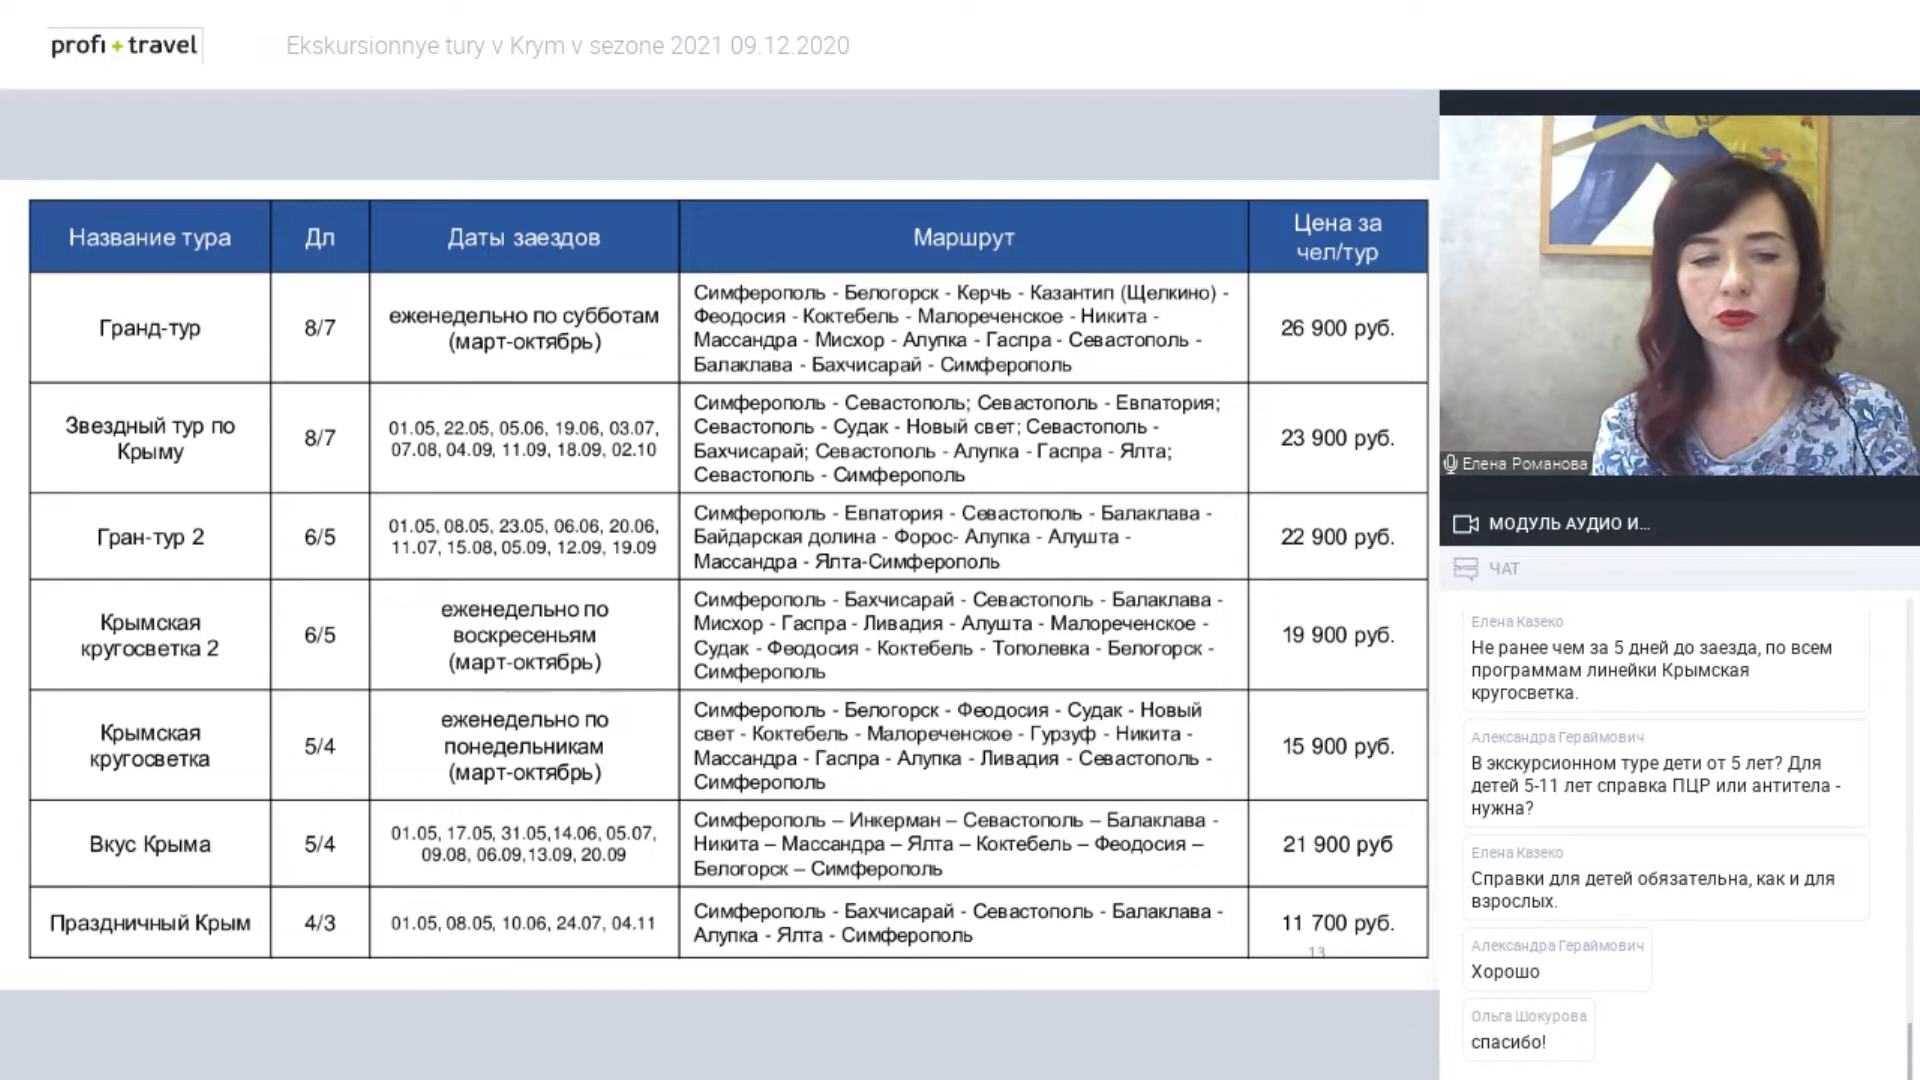 profi + travel
Ekskursionnye tury v Krym v sezone 2021 09.12.2020
Название тура
Дл
Даты заездов
Маршрут
Цена за
чел/тур
Гранд-тур
8/7
еженедельно по субботам
(март-октябрь)
Симферополь - Белогорск - Керчь - Казантип (Щелкино) -
Феодосия - Коктебель - Малореченское - Никита -
Массандра - Мисхор - Алупка - Гаспра - Севастополь -
Балаклава - Бахчисарай - Симферополь
26 900 руб.
Звездный тур по
Крыму
8/7
01.05, 22.05, 05.06, 19.06, 03.07,
07.08, 04.09, 11.09, 18.09, 02.10
Симферополь - Севастополь; Севастополь - Евпатория;
Севастополь - Судак - Новый свет; Севастополь -
Бахчисарай; Севастополь - Алупка - Гаспра - Ялта;
Севастополь - Симферополь
23 900 руб.
Гран-тур 2
6/5
01.05, 08.05, 23.05, 06.06, 20.06,
11.07, 15.08, 05.09, 12.09, 19.09
Симферополь - Евпатория - Севастополь - Балаклава -
Байдарская долина - Форос- Алупка - Алушта -
Массандра - Ялта-Симферополь
22 900 руб.
Крымская
кругосветка 2
6/5
еженедельно по
воскресеньям
(март-октябрь)
Симферополь - Бахчисарай - Севастополь - Балаклава -
Мисхор - Гаспра - Ливадия - Алушта - Малореченское -
Судак - Феодосия - Коктебель - Тополевка - Белогорск -
Симферополь
19 900 руб.
Крымская
кругосветка
5/4
еженедельно по
понедельникам
(март-октябрь)
Симферополь - Белогорск - Феодосия - Судак - Новый
свет - Коктебель - Малореченское - Гурзуф - Никита -
Массандра - Гаспра - Алупка - Ливадия - Севастополь -
Симферополь
15 900 руб.
Вкус Крыма
5/4
01.05, 17.05, 31.05,14.06, 05.07,
09.08, 06.09,13.09, 20.09
Симферополь – Инкерман – Севастополь – Балаклава -
Никита – Массандра – Ялта – Коктебель – Феодосия –
Белогорск – Симферополь
21 900 руб
Праздничный Крым
4/3
01.05, 08.05, 10.06, 24.07, 04.11
Симферополь - Бахчисарай - Севастополь - Балаклава -
Алупка - Ялта - Симферополь
11 700 руб.
13
Елена Романова
МОДУЛЬ АУДИО И...
ЧАТ
Елена Казеко
Не ранее чем за 5 дней до заезда, по всем
программам линейки Крымская
кругосветка.
Александра Гераймович
В экскурсионном туре дети от 5 лет? Для
детей 5-11 лет справка ПЦР или антитела -
нужна?
Елена Казеко
Справки для детей обязательна, как и для
взрослых.
Александра Гераймович
Хорошо
Ольга Шокурова
спасибо!